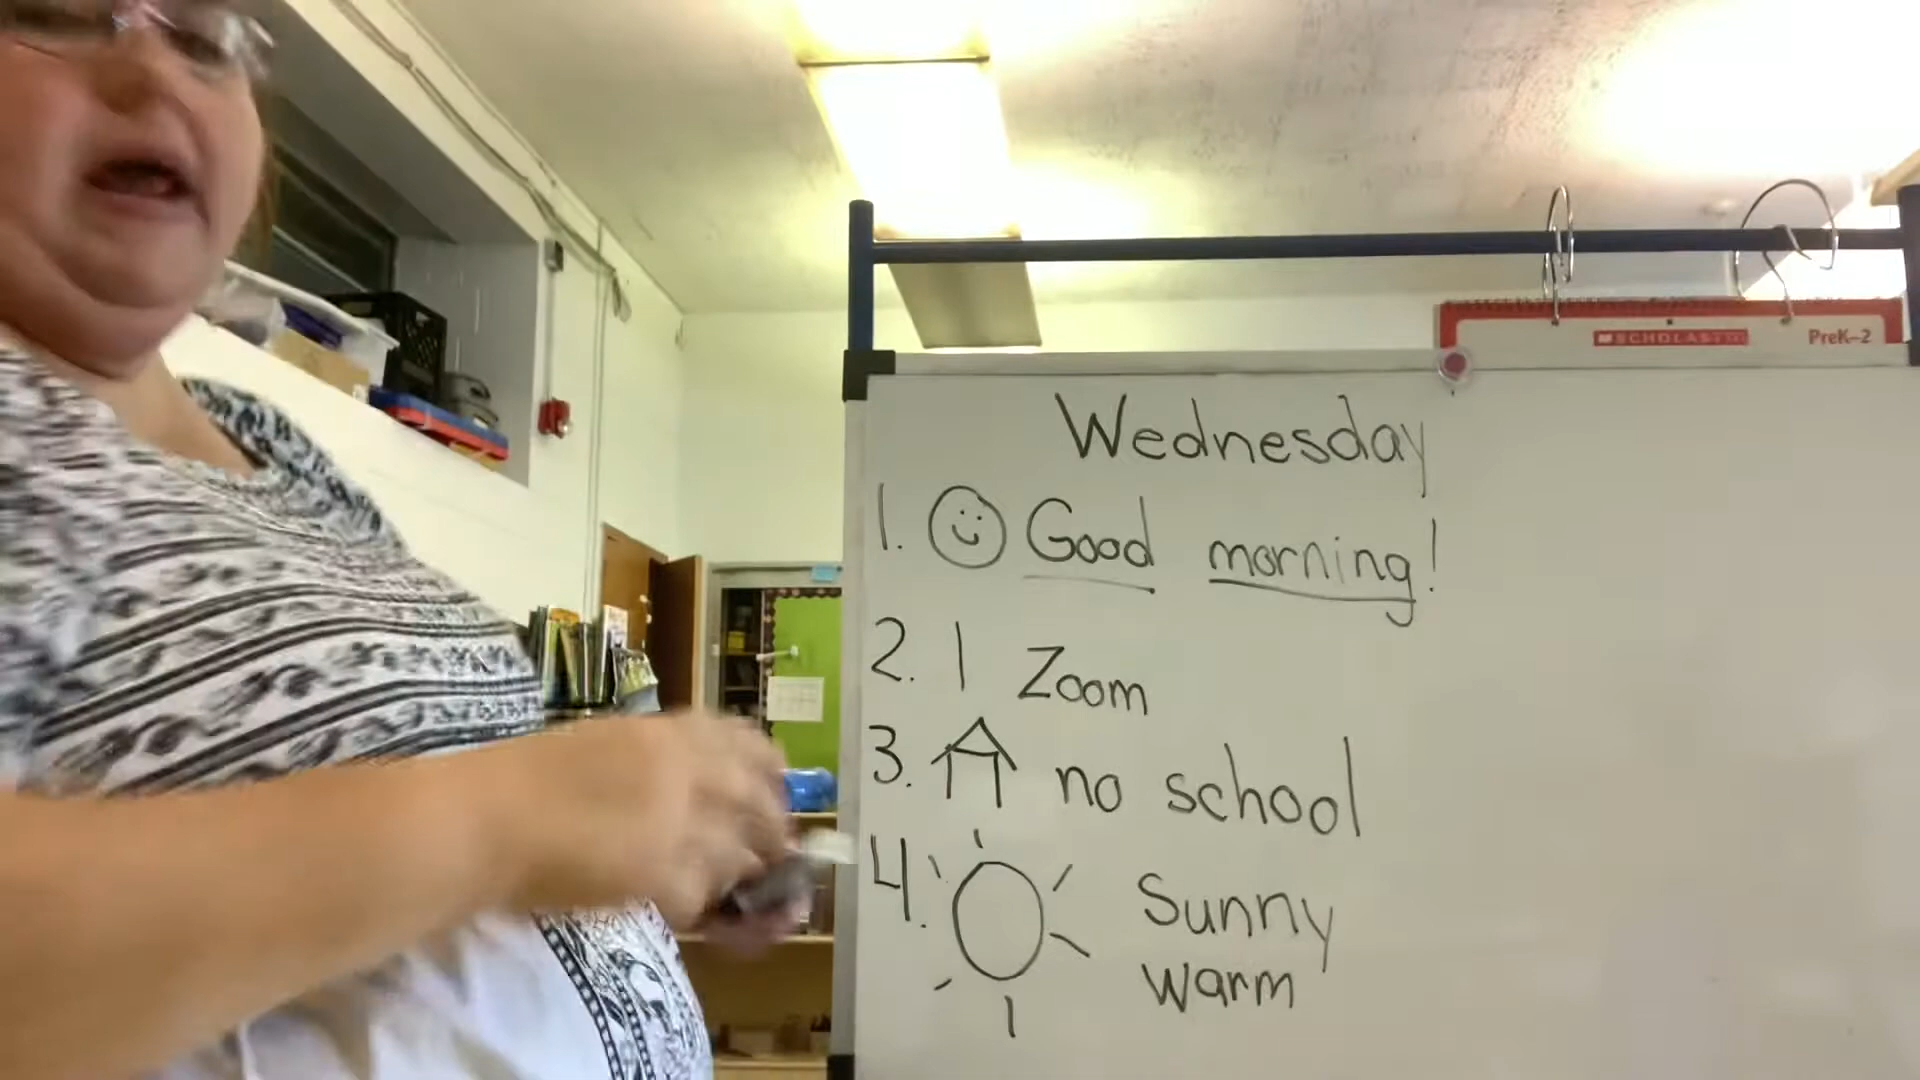 SCHOLASTIC PreK–2
Wednesday
1. Good morning!
2. 1 Zoom
3. no school
4. Sunny
warm